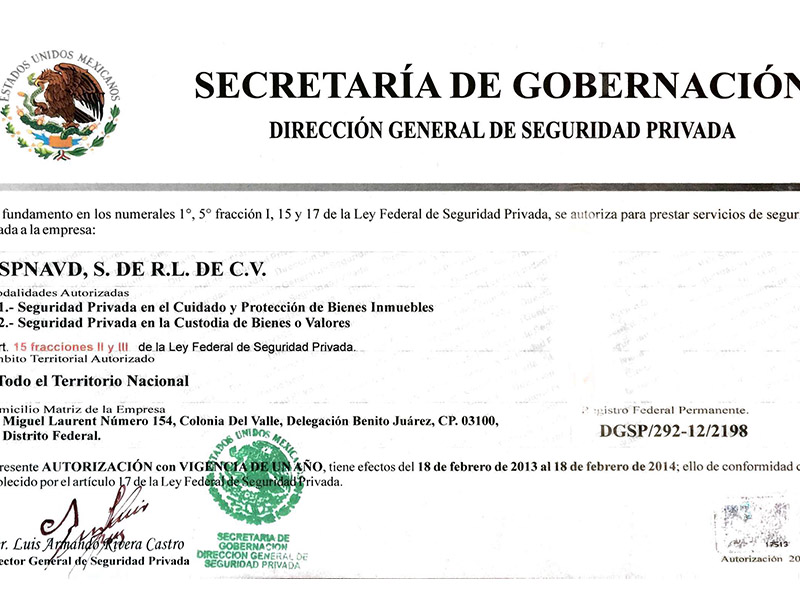 ESTADOS UNIDOS MEXICANOS
SECRETARÍA DE GOBERNACIÓN
DIRECCIÓN GENERAL DE SEGURIDAD PRIVADA
fundamento en los numerales 1°, 5° fracción I, 15 y 17 de la Ley Federal de Seguridad Privada, se autoriza para prestar servicios de segur
ada a la empresa:
SPNAVD, S. DE R.L. DE C.V.
odalidades Autorizadas
1.- Seguridad Privada en el Cuidado y Protección de Bienes Inmuebles
2.- Seguridad Privada en la Custodia de Bienes o Valores
rt. 15 fracciones II y III de la Ley Federal de Seguridad Privada.
mbito Territorial Autorizado
Todo el Territorio Nacional
micilio Matriz de la Empresa
Miguel Laurent Número 154, Colonia Del Valle, Delegación Benito Juárez, CP. 03100,
Distrito Federal.
Registro Federal Permanente.
DGSP/292-12/2198
resente AUTORIZACIÓN con VIGENCIA DE UN AÑO, tiene efectos del 18 de febrero de 2013 al 18 de febrero de 2014; ello de conformidad c
blecido por el artículo 17 de la Ley Federal de Seguridad Privada.
ESTADOS UNIDOS MEXIC
SECRETARIA DE
GOBERNACION
DIRECCION GENERAL DE
SEGURIDAD PRIVADA
r. Luis Armando Rivera Castro
ector General de Seguridad Privada
17513
Autorización 20